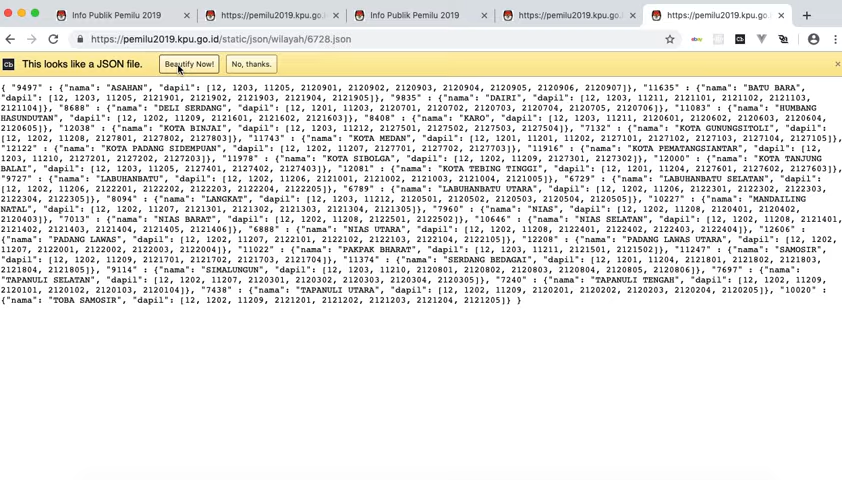 Info Publik Pemilu 2019
https://pemilu2019.kpu.go.id
Info Publik Pemilu 2019
https://pemilu2019.kpu.go.id
https://pemilu2019.kpu.go.id
https://pemilu2019.kpu.go.id/static/json/wilayah/6728.json
Cb This looks like a JSON file. Beautify Now! No, thanks.
{ "9497" : {"nama": "ASAHAN", "dapil": [12, 1203, 11205, 2120901, 2120902, 2120903, 2120904, 2120905, 2120906, 2120907]}, "11635" : {"nama": "BATU BARA",
"dapil": [12, 1203, 11205, 2121901, 2121902, 2121903, 2121904, 2121905]}, "9835" : {"nama": "DAIRI", "dapil": [12, 1203, 11211, 2121101, 2121102, 2121103,
2121104]}, "8688" : {"nama": "DELI SERDANG", "dapil": [12, 1201, 11203, 2120701, 2120702, 2120703, 2120704, 2120705, 2120706]}, "11083" : {"nama": "HUMBANG
HASUNDUTAN", "dapil": [12, 1202, 11209, 2121601, 2121602, 2121603]}, "8408" : {"nama": "KARO", "dapil": [12, 1203, 11211, 2120601, 2120602, 2120603, 2120604,
2120605]}, "12038" : {"nama": "KOTA BINJAI", "dapil": [12, 1203, 11212, 2127501, 2127502, 2127503, 2127504]}, "7132" : {"nama": "KOTA GUNUNGSITOLI", "dapil":
[12, 1202, 11208, 2127801, 2127802, 2127803]}, "11743" : {"nama": "KOTA MEDAN", "dapil": [12, 1201, 11201, 11202, 2127101, 2127102, 2127103, 2127104, 2127105]},
"12122" : {"nama": "KOTA PADANG SIDEMPUAN", "dapil": [12, 1202, 11207, 2127701, 2127702, 2127703]}, "11916" : {"nama": "KOTA PEMATANGSIANTAR", "dapil": [12,
1203, 11210, 2127201, 2127202, 2127203]}, "11978" : {"nama": "KOTA SIBOLGA", "dapil": [12, 1202, 11209, 2127301, 2127302]}, "12000" : {"nama": "KOTA TANJUNG
BALAI", "dapil": [12, 1203, 11205, 2127401, 2127402, 2127403]}, "12081" : {"nama": "KOTA TEBING TINGGI", "dapil": [12, 1201, 11204, 2127601, 2127602, 2127603]},
"9727" : {"nama": "LABUHANBATU", "dapil": [12, 1202, 11206, 2121001, 2121002, 2121003, 2121004, 2121005]}, "6729" : {"nama": "LABUHANBATU SELATAN", "dapil":
[12, 1202, 11206, 2122201, 2122202, 2122203, 2122204, 2122205]}, "6789" : {"nama": "LABUHANBATU UTARA", "dapil": [12, 1202, 11206, 2122301, 2122302, 2122303,
2122304, 2122305]}, "8094" : {"nama": "LANGKAT", "dapil": [12, 1203, 11212, 2120501, 2120502, 2120503, 2120504, 2120505]}, "10227" : {"nama": "MANDAILING
NATAL", "dapil": [12, 1202, 11207, 2121301, 2121302, 2121303, 2121304, 2121305]}, "7960" : {"nama": "NIAS", "dapil": [12, 1202, 11208, 2120401, 2120402,
2120403]}, "7013" : {"nama": "NIAS BARAT", "dapil": [12, 1202, 11208, 2122501, 2122502]}, "10646" : {"nama": "NIAS SELATAN", "dapil": [12, 1202, 11208, 2121401,
2121402, 2121403, 2121404, 2121405, 2121406]}, "6888" : {"nama": "NIAS UTARA", "dapil": [12, 1202, 11208, 2122401, 2122402, 2122403, 2122404]}, "12606" :
{"nama": "PADANG LAWAS", "dapil": [12, 1202, 11207, 2122101, 2122102, 2122103, 2122104, 2122105]}, "12208" : {"nama": "PADANG LAWAS UTARA", "dapil": [12, 1202,
11207, 2122001, 2122002, 2122003, 2122004]}, "11022" : {"nama": "PAKPAK BHARAT", "dapil": [12, 1203, 11211, 2121501, 2121502]}, "11247" : {"nama": "SAMOSIR",
"dapil": [12, 1202, 11209, 2121701, 2121702, 2121703, 2121704]}, "11374" : {"nama": "SERDANG BEDAGAI", "dapil": [12, 1201, 11204, 2121801, 2121802, 2121803,
2121804, 2121805]}, "9114" : {"nama": "SIMALUNGUN", "dapil": [12, 1203, 11210, 2120801, 2120802, 2120803, 2120804, 2120805, 2120806]}, "7697" : {"nama":
"TAPANULI SELATAN", "dapil": [12, 1202, 11207, 2120301, 2120302, 2120303, 2120304, 2120305]}, "7240" : {"nama": "TAPANULI TENGAH", "dapil": [12, 1202, 11209,
2120101, 2120102, 2120103, 2120104]}, "7438" : {"nama": "TAPANULI UTARA", "dapil": [12, 1202, 11209, 2120201, 2120202, 2120203, 2120204, 2120205]}, "10020" :
{"nama": "TOBA SAMOSIR", "dapil": [12, 1202, 11209, 2121201, 2121202, 2121203, 2121204, 2121205]} }